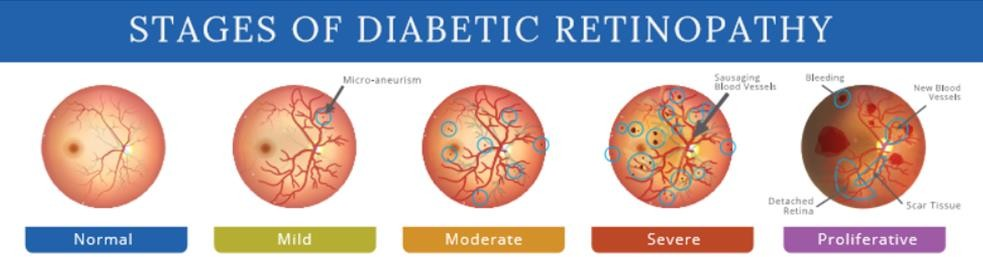 STAGES OF DIABETIC RETINOPATHY
Micro-aneurism
Sausaging
Blood Vessels
Bleeding
New Blood
Vessels
Detached
Retina
Scar Tissue
Normal
Mild
Moderate
Severe
Proliferative